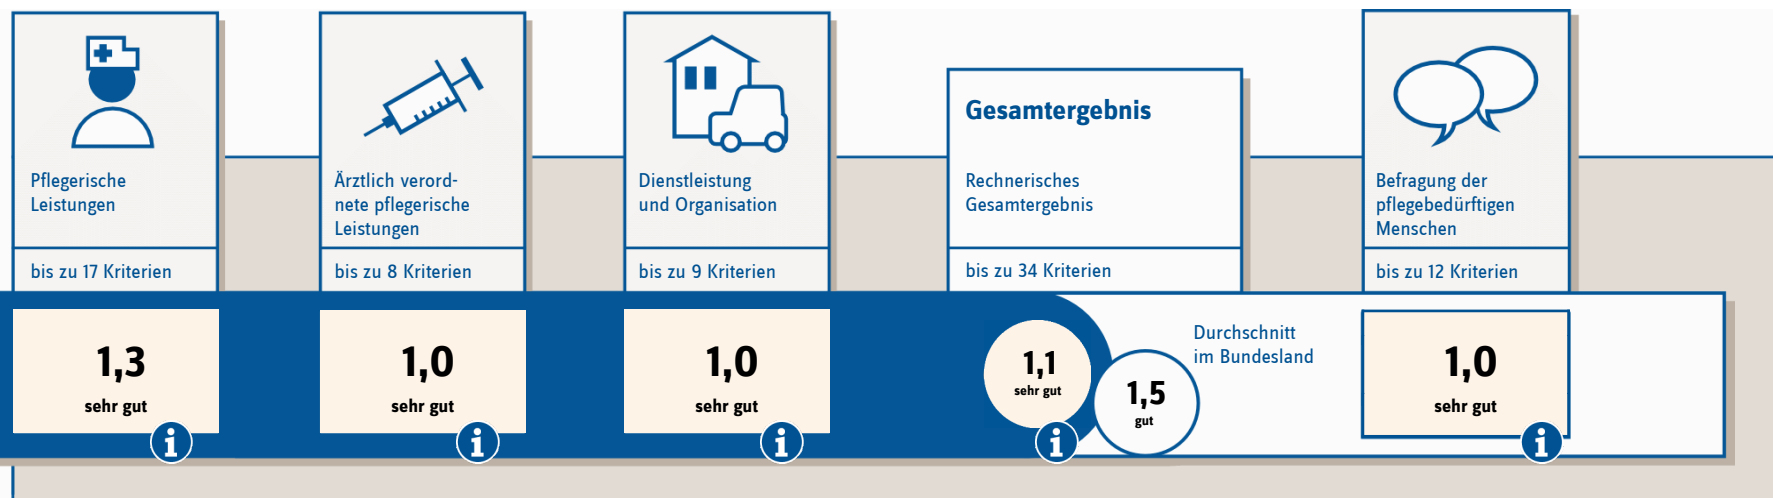 Pflegerische
Leistungen
bis zu 17 Kriterien
1,3
sehr gut
i
Ärztlich verord-
nete pflegerische
Leistungen
bis zu 8 Kriterien
1,0
sehr gut
i
Dienstleistung
und Organisation
bis zu 9 Kriterien
1,0
sehr gut
i
Gesamtergebnis
Rechnerisches
Gesamtergebnis
bis zu 34 Kriterien
1,1
sehr gut
i
1,5
gut
Durchschnitt
im Bundesland
Befragung der
pflegebedürftigen
Menschen
bis zu 12 Kriterien
1,0
sehr gut
i